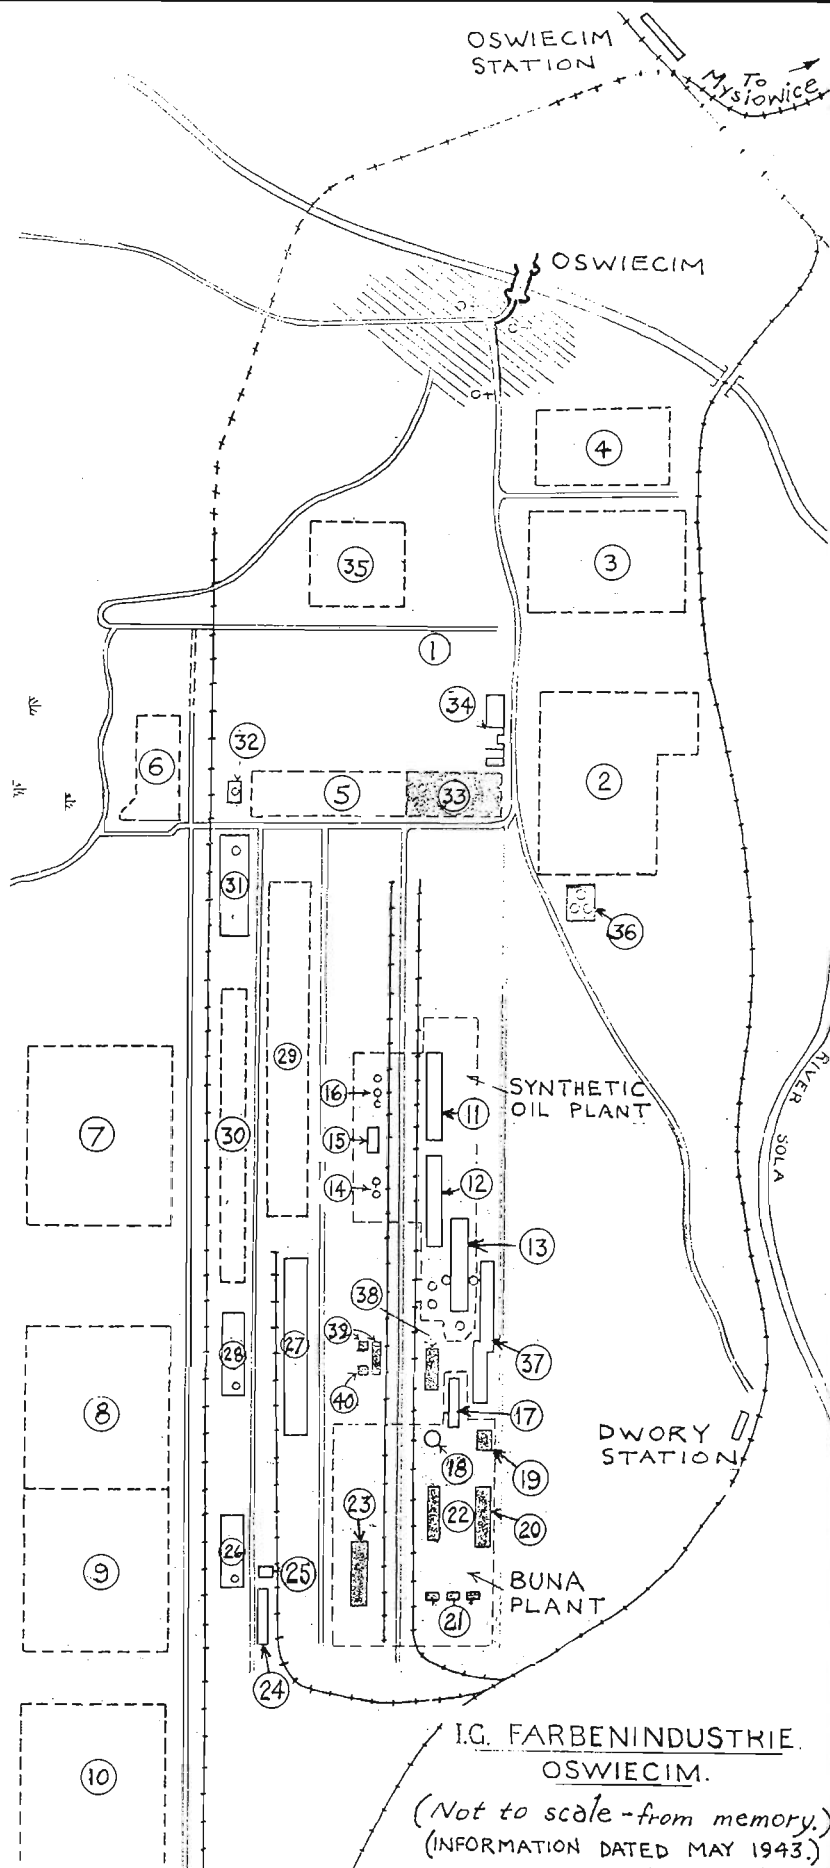 OSWIECIM
STATION
To
Mysłowice
OSWIECIM
4
3
35
1
34
32
6
5
33
2
31
36
29
16
11
SYNTHETIC
OIL PLANT
7
30
15
14
12
13
RIVER
SOLA
38
39
28
27
37
40
8
17
DWORY
STATION
18
19
23
22
20
26
25
9
BUNA
PLANT
21
24
I.G. FARBENINDUSTRIE.
OSWIECIM.
10
(Not to scale - from memory.)
(INFORMATION DATED MAY 1943.)